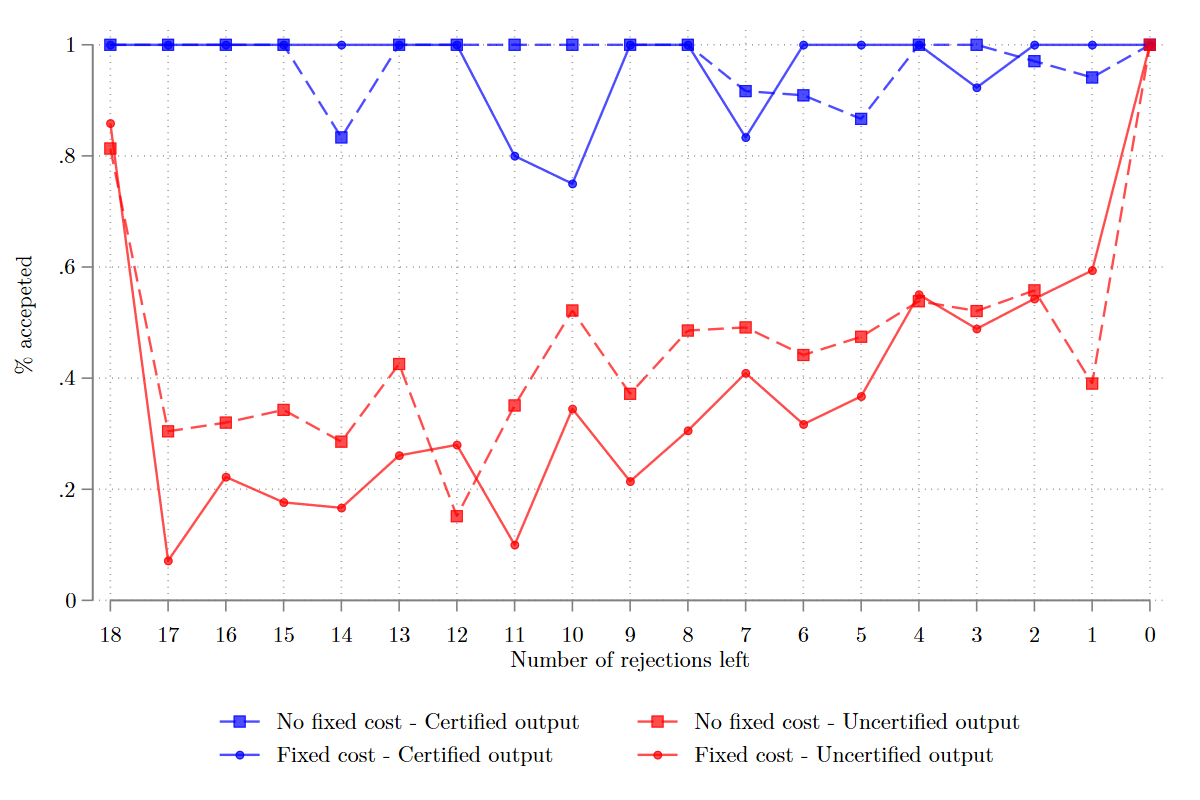 1
.8
.6
.4
.2
0
% accepeted
18 17 16 15 14 13 12 11 10 9 8 7 6 5 4 3 2 1 0
Number of rejections left
No fixed cost - Certified output
No fixed cost - Uncertified output
Fixed cost - Certified output
Fixed cost - Uncertified output